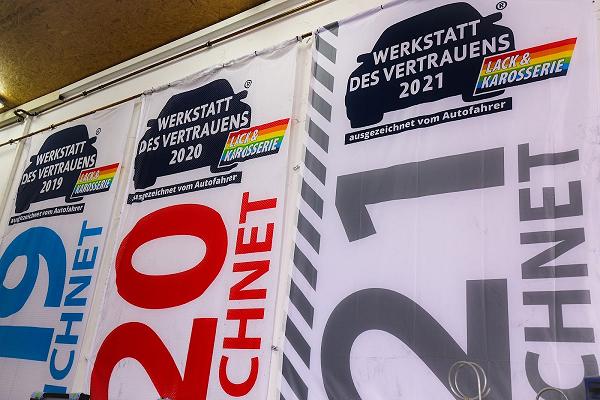 WERKSTATT
DES VERTRAUENS
2019
®
LACK &
KAROSSERIE
ausgezeichnet vom Autofahrer
19
ICHNET
WERKSTATT
DES VERTRAUENS
2020
®
LACK &
KAROSSERIE
ausgezeichnet vom Autofahrer
20
CHNET
WERKSTATT
DES VERTRAUENS
2021
®
LACK &
KAROSSERIE
ausgezeichnet vom Autofahrer
21
CHNET